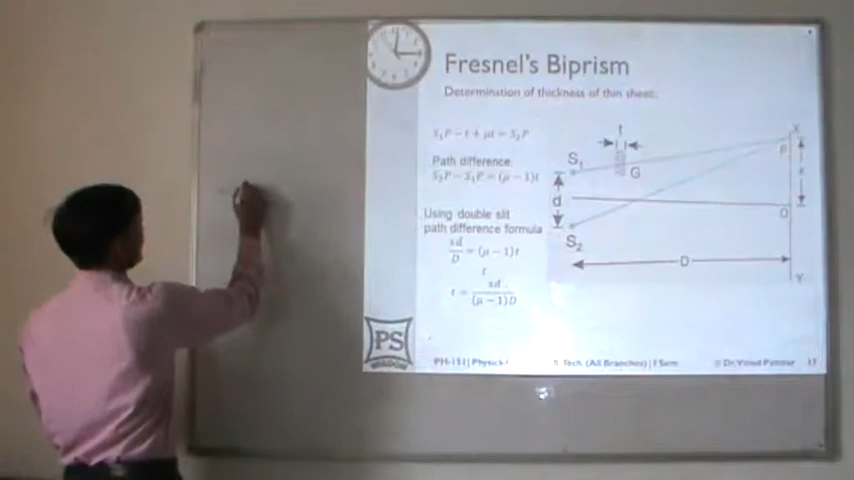 Fresnel's Biprism
Determination of thickness of thin sheet:
S₁P − t + μt = S₂P
Path difference:
S₂P − S₁P = (μ − 1)t
Using double slit
path difference formula
xd/D = (μ − 1)t
t
t = xd/((μ − 1)D
t
S₁
G
d
S₂
D
X
P
x
O
Y
PS
PH-151| Physics-I
B. Tech. (All Branches)| I Sem
© Dr. Vinod